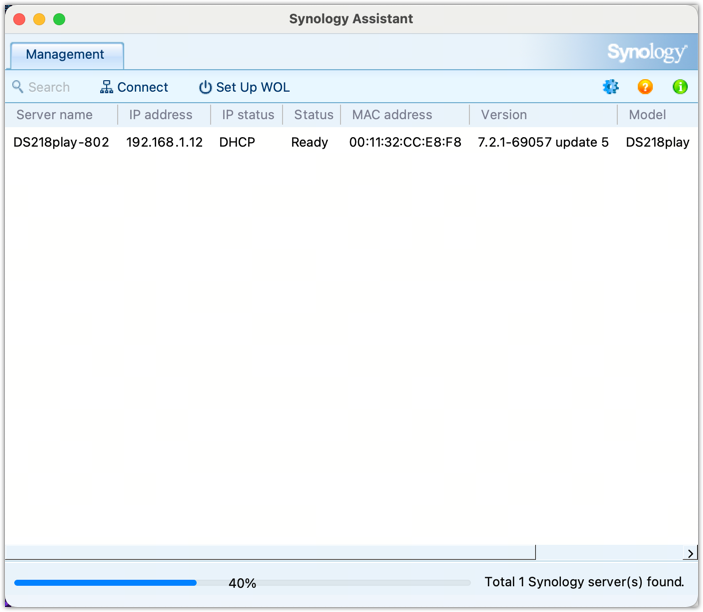 Synology Assistant
Management
Synology
Search Connect Set Up WOL
Server name IP address IP status Status MAC address Version Model
DS218play-802 192.168.1.12 DHCP Ready 00:11:32:CC:E8:F8 7.2.1-69057 update 5 DS218play
40% Total 1 Synology server(s) found.